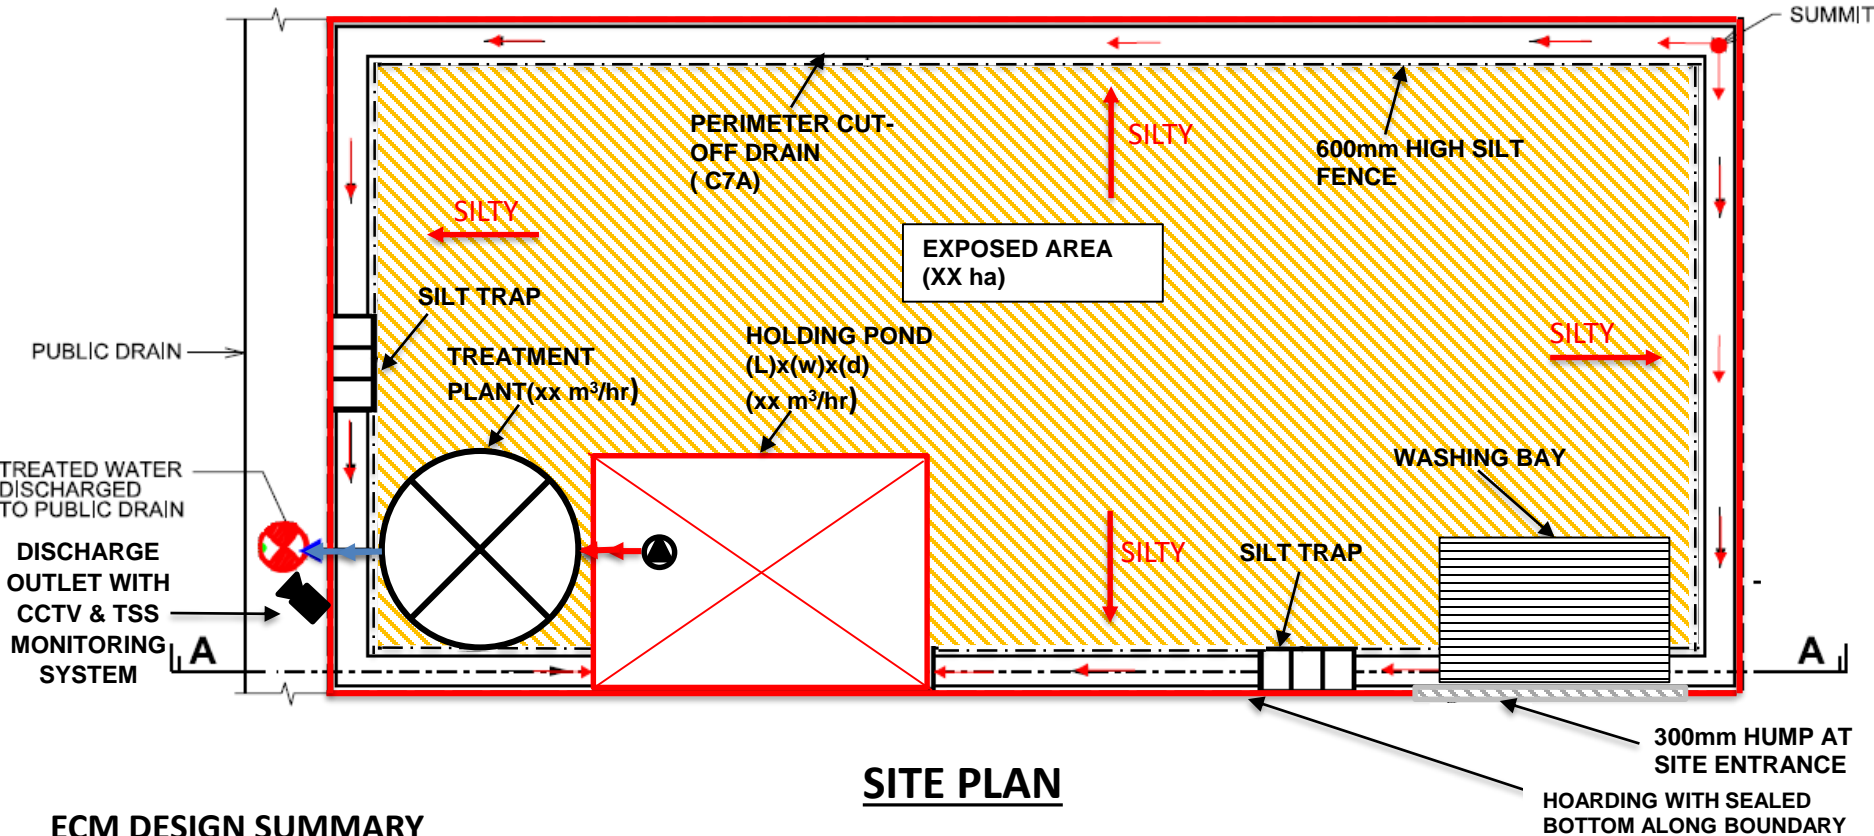 SUMMIT
PERIMETER CUT-
OFF DRAIN
( C7A)
SILTY
600mm HIGH SILT
FENCE
SILTY
EXPOSED AREA
(XX ha)
SILT TRAP
PUBLIC DRAIN
TREATMENT
PLANT(xx m³/hr)
HOLDING POND
(L)x(w)x(d)
(xx m³/hr)
SILTY
TREATED WATER
DISCHARGED
TO PUBLIC DRAIN
WASHING BAY
DISCHARGE
OUTLET WITH
CCTV & TSS
MONITORING
SYSTEM
SILTY
SILT TRAP
A
A
300mm HUMP AT
SITE ENTRANCE
SITE PLAN
HOARDING WITH SEALED
BOTTOM ALONG BOUNDARY
ECM DESIGN SUMMARY